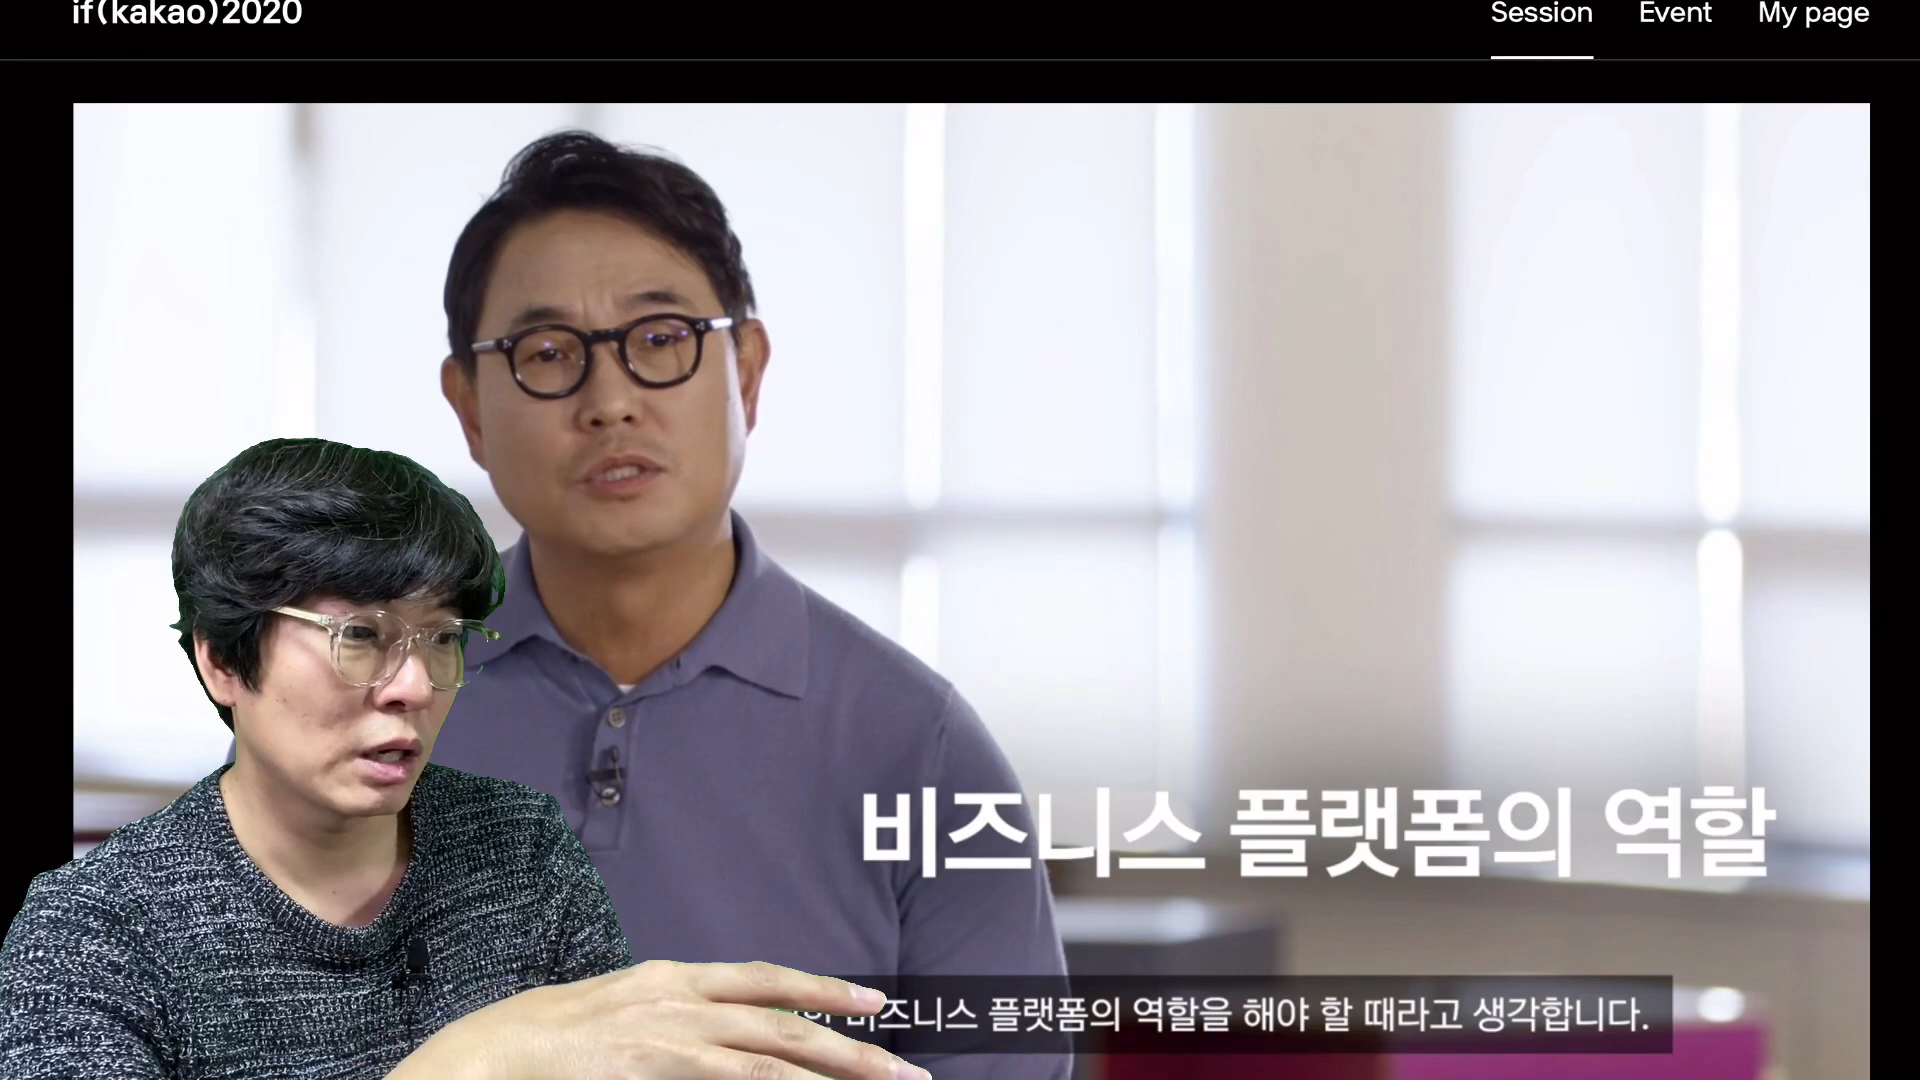 if(kakao)2020
Session Event My page
비즈니스 플랫폼의 역할
비즈니스 플랫폼의 역할을 해야 할 때라고 생각합니다.